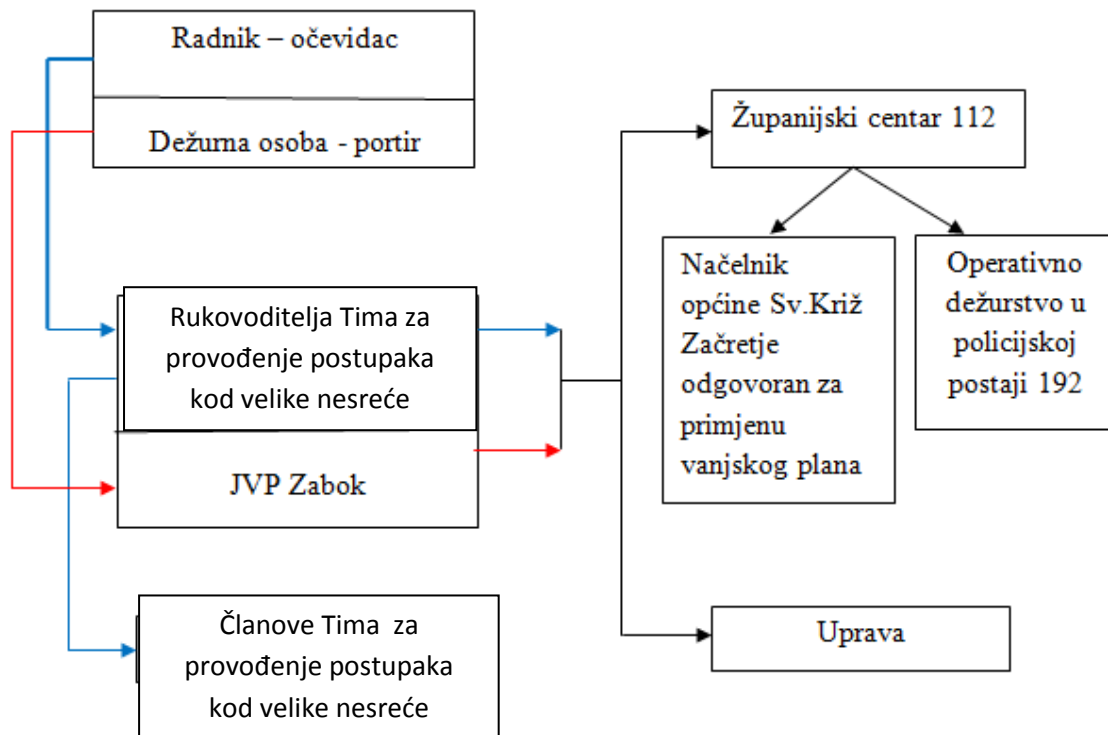 Radnik – očevidac
Dežurna osoba - portir
Rukovoditelja Tima za
provođenje postupaka
kod velike nesreće
JVP Zabok
Članove Tima za
provođenje postupaka
kod velike nesreće
Županijski centar 112
Načelnik
općine Sv.Križ
Začretje
odgovoran za
primjenu
vanjskog plana
Operativno
dežurstvo u
policijskoj
postaji 192
Uprava